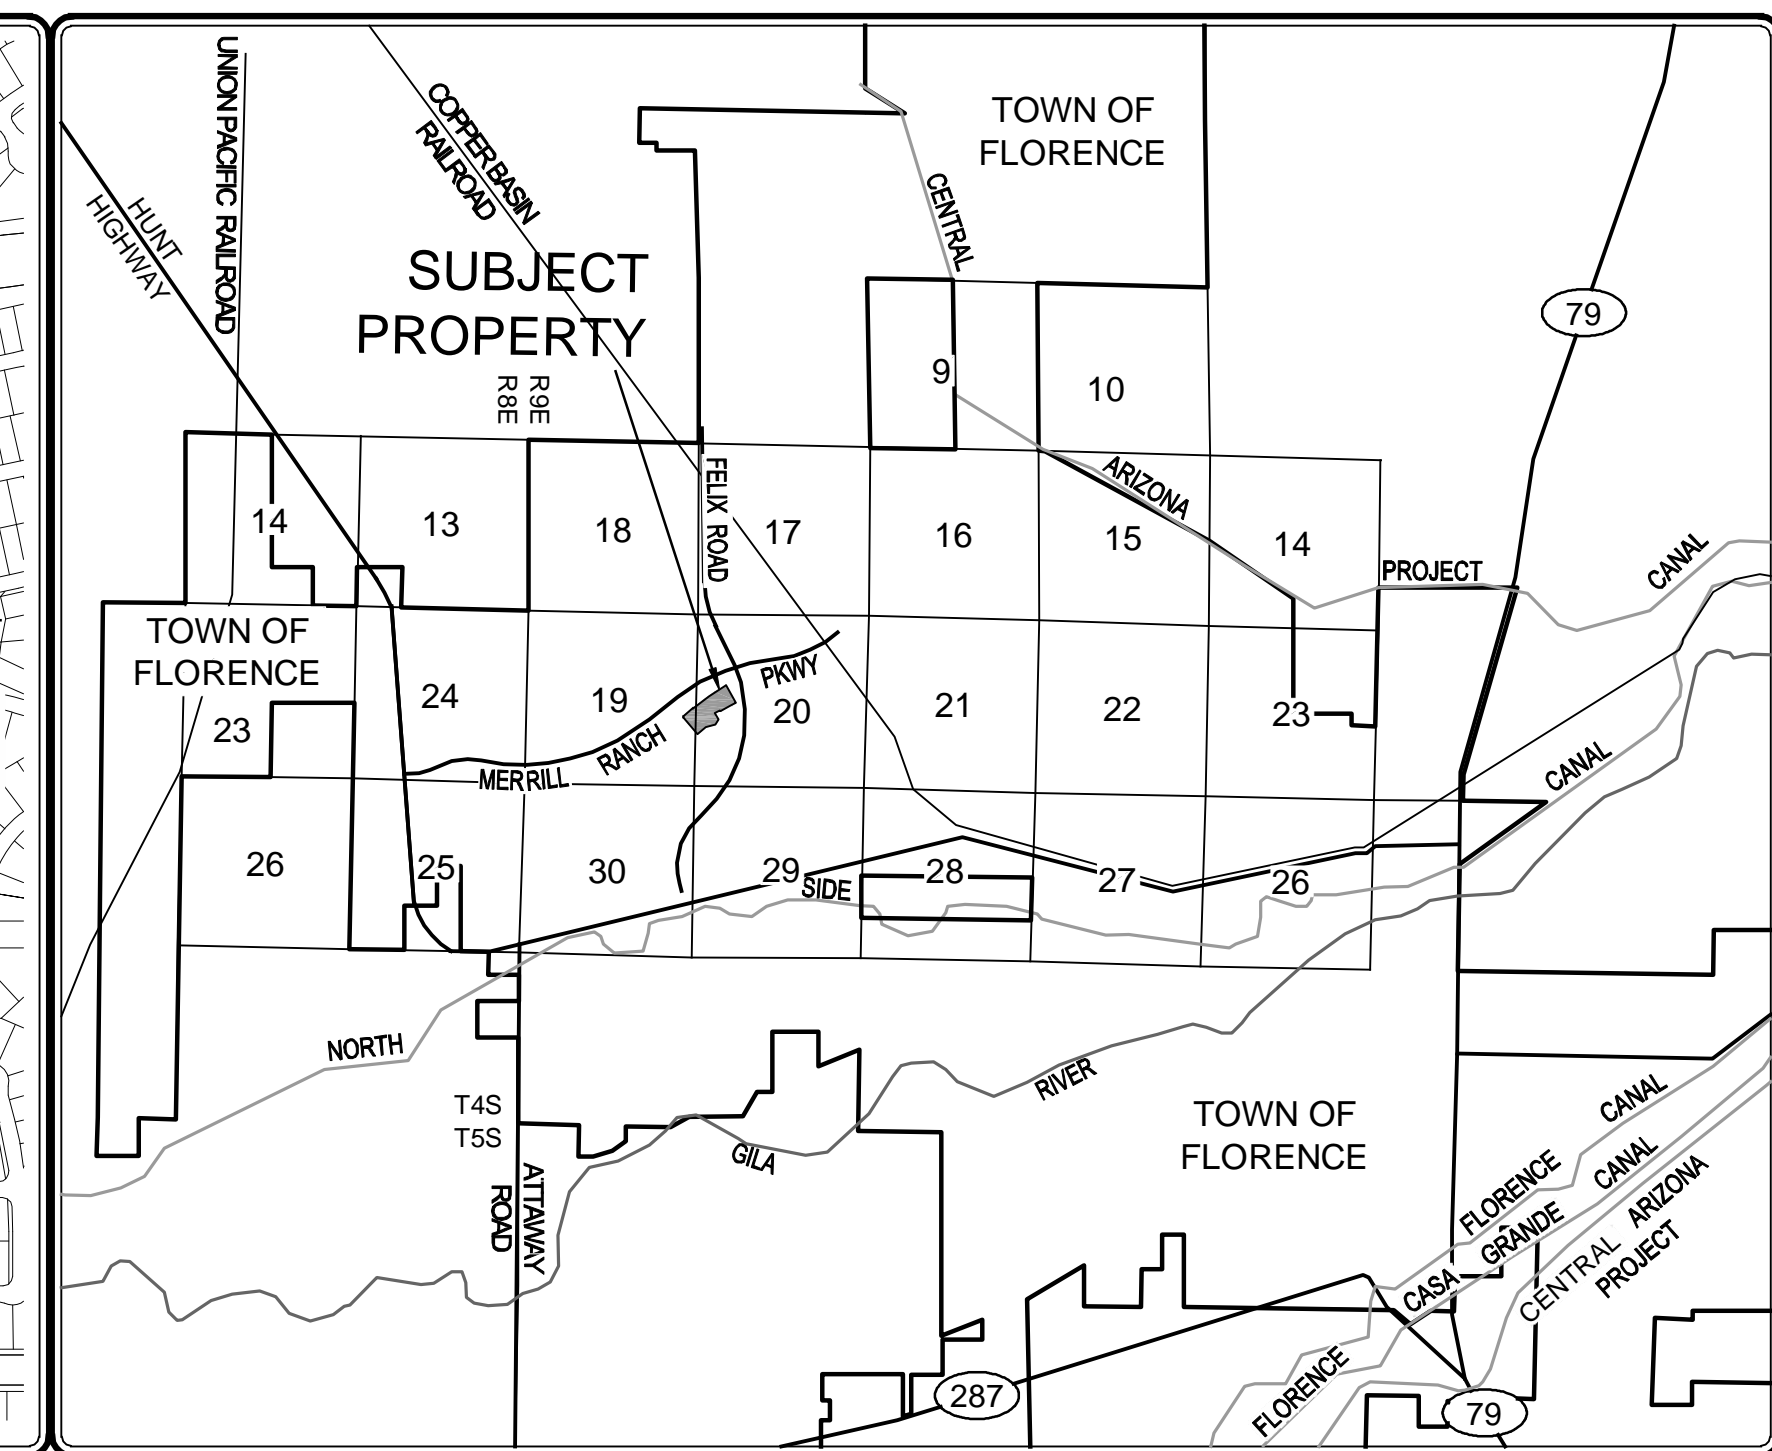 TOWN OF
FLORENCE
UNION PACIFIC RAILROAD
COPPER BASIN
RAILROAD
HUNT
HIGHWAY
CENTRAL
SUBJECT
PROPERTY
79
R9E
R8E
9
10
FELIX ROAD
ARIZONA
14
13
18
17
16
15
14
PROJECT
CANAL
TOWN OF
FLORENCE
23
24
19
PKWY
20
21
22
23
MERRILL
RANCH
CANAL
26
25
30
29
SIDE
28
27
26
NORTH
RIVER
T4S
T5S
GILA
TOWN OF
FLORENCE
ATTAWAY
ROAD
CANAL
FLORENCE
CANAL
CASA GRANDE
FLORENCE
CENTRAL ARIZONA
PROJECT
287
79